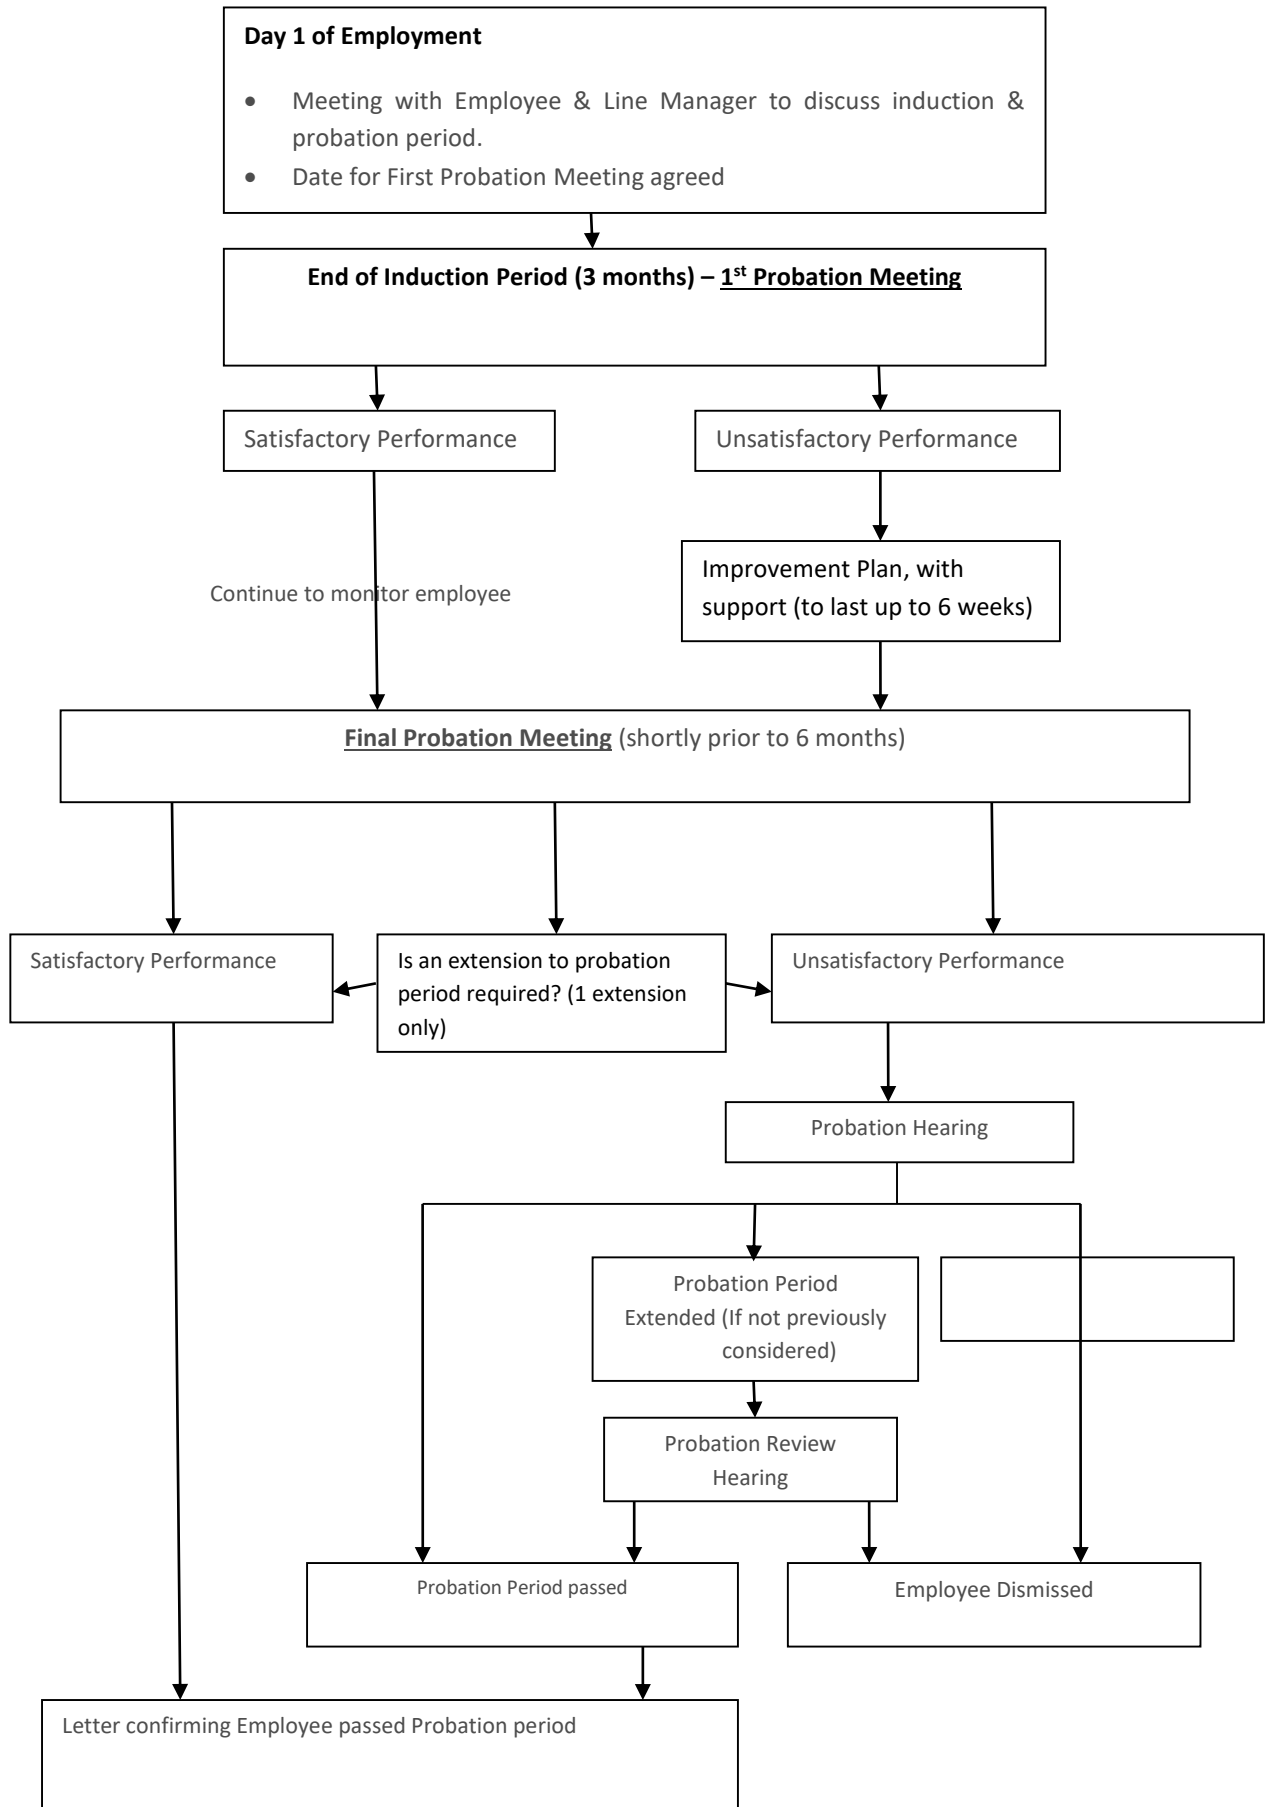 Day 1 of Employment
• Meeting with Employee & Line Manager to discuss induction &
probation period.
• Date for First Probation Meeting agreed
End of Induction Period (3 months) – 1st Probation Meeting
Satisfactory Performance
Unsatisfactory Performance
Improvement Plan, with
support (to last up to 6 weeks)
Continue to monitor employee
Final Probation Meeting (shortly prior to 6 months)
Satisfactory Performance
Is an extension to probation
period required? (1 extension
only)
Unsatisfactory Performance
Probation Hearing
Probation Period
Extended (If not previously
considered)
Probation Review
Hearing
Probation Period passed
Employee Dismissed
Letter confirming Employee passed Probation period